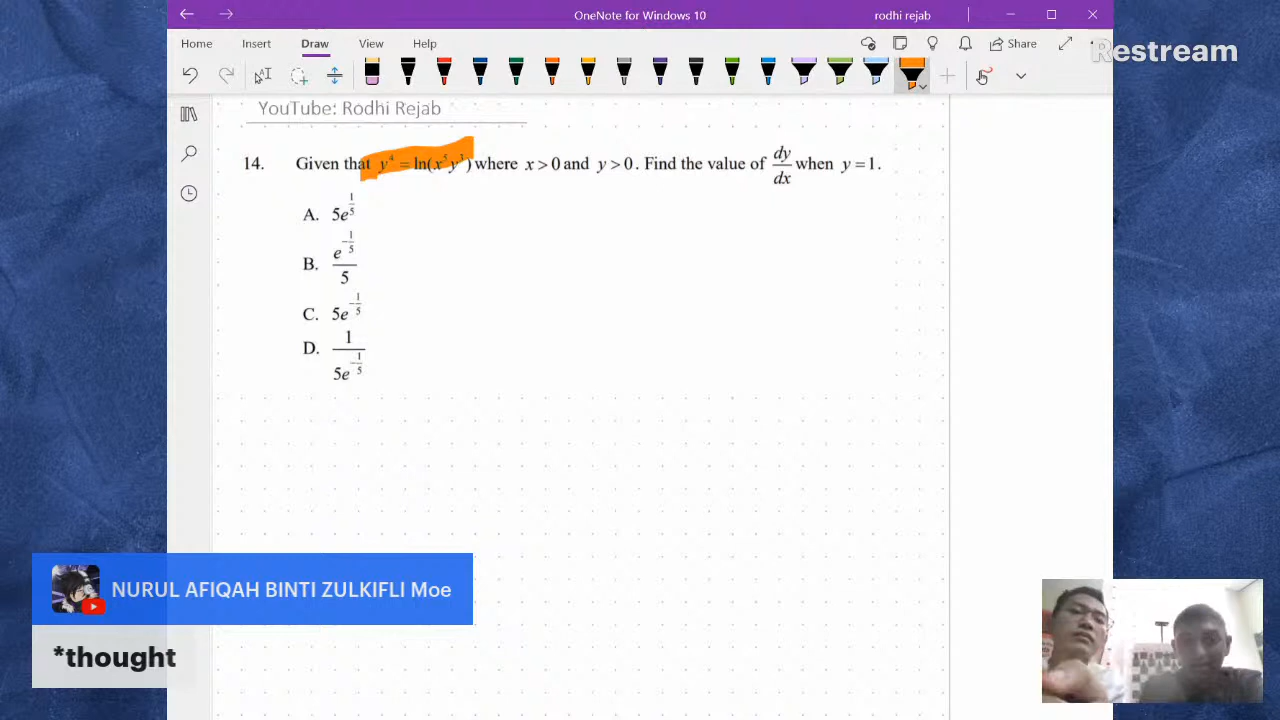 OneNote for Windows 10
rodhi rejab
Restream
Home Insert Draw View Help
Share
YouTube: Rodhi Rejab
14. Given that y⁴ = ln(x⁵y³) where x > 0 and y > 0. Find the value of dy/dx when y = 1.
A. 5e^(1/5)
B. e^(-1/5)/5
C. 5e^(-1/5)
D. 1/(5e^(-1/5))
NURUL AFIQAH BINTI ZULKIFLI Moe
*thought